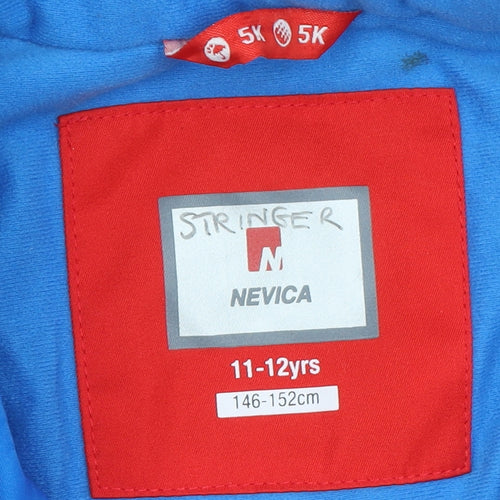 5K 5K
STRINGER
N
NEVICA
11-12yrs
146-152cm